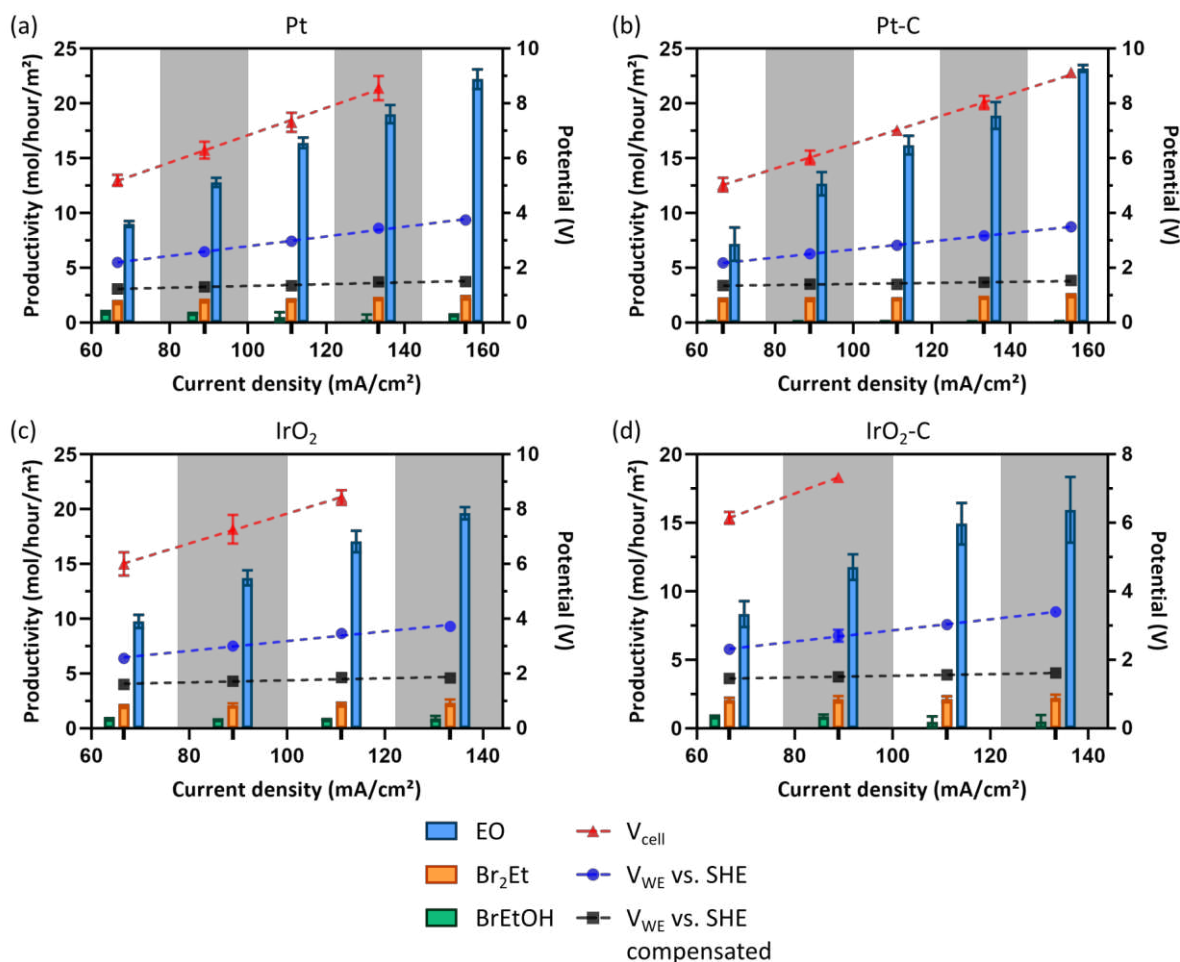 (a)
Pt
25
20
15
10
5
0
Productivity (mol/hour/m²)
10
8
6
4
2
0
Potential (V)
60 80 100 120 140 160
Current density (mA/cm²)
(b)
Pt-C
25
20
15
10
5
0
Productivity (mol/hour/m²)
10
8
6
4
2
0
Potential (V)
60 80 100 120 140 160
Current density (mA/cm²)
(c)
IrO₂
25
20
15
10
5
0
Productivity (mol/hour/m²)
10
8
6
4
2
0
Potential (V)
60 80 100 120 140
Current density (mA/cm²)
(d)
IrO₂-C
20
15
10
5
0
Productivity (mol/hour/m²)
8
6
4
2
0
Potential (V)
60 80 100 120 140
Current density (mA/cm²)
EO
Br₂Et
BrEtOH
V_cell
V_WE vs. SHE
V_WE vs. SHE
compensated